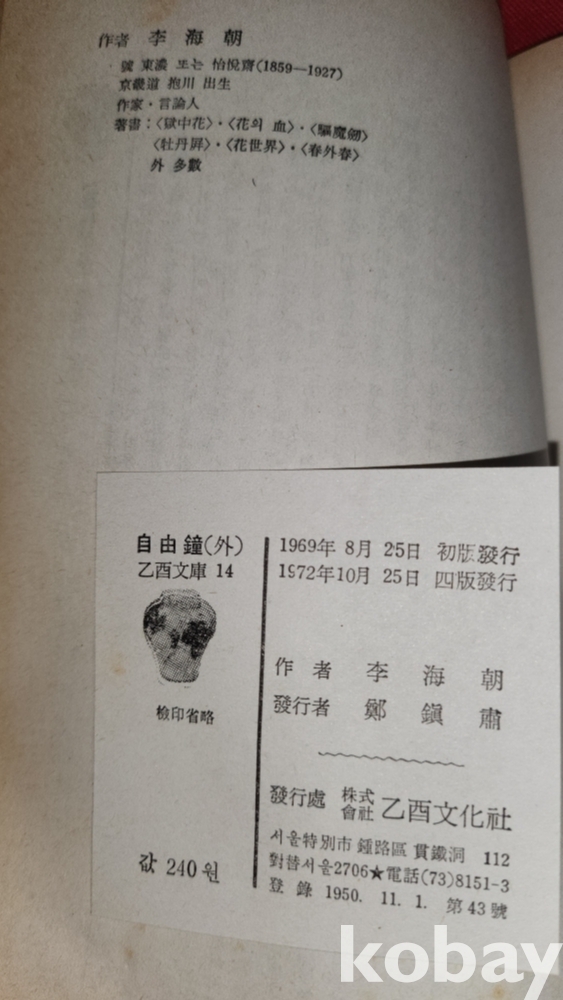 作者 李海朝
號 東濃 또는 怡悅齋(1859—1927)
京畿道 抱川 出生
作家・言論人
著書：〈獄中花〉・〈花의 血〉・〈驅魔劒〉
〈牡丹屛〉・〈花世界〉・〈春外春〉
外 多數
自由鐘(外)
乙酉文庫 14
檢印省略
값 240원
1969年 8月 25日 初版發行
1972年 10月 25日 四版發行
作者 李海朝
發行者 鄭鎭肅
發行處 株式會社 乙酉文化社
서울特別市 鍾路區 貫鐵洞 112
對替서울2706★電話(73)8151-3
登錄 1950. 11. 1. 第43號
kobay